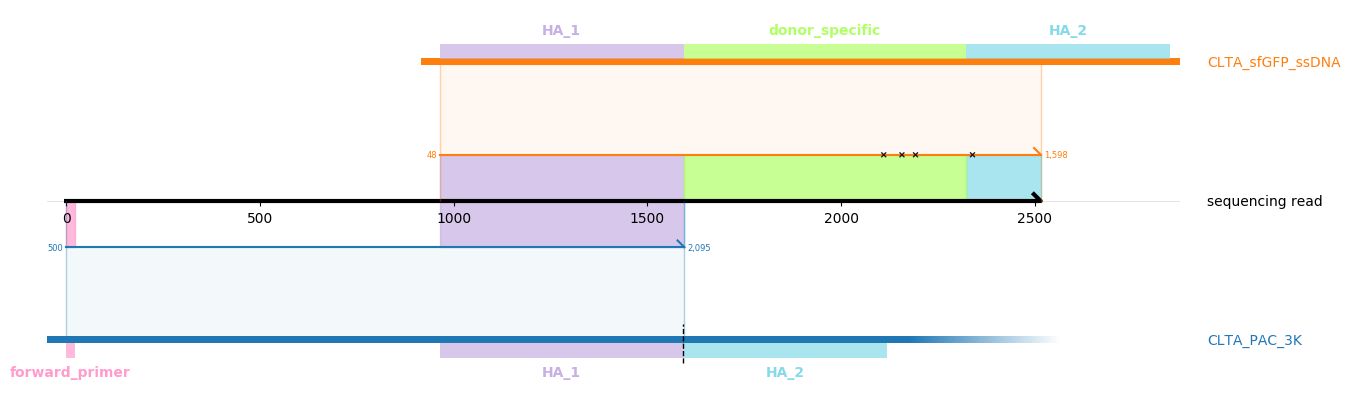 HA_1 donor_specific HA_2
CLTA_sfGFP_ssDNA
48 1,598
sequencing read
0 500 1000 1500 2000 2500
500 2,095
CLTA_PAC_3K
forward_primer HA_1 HA_2